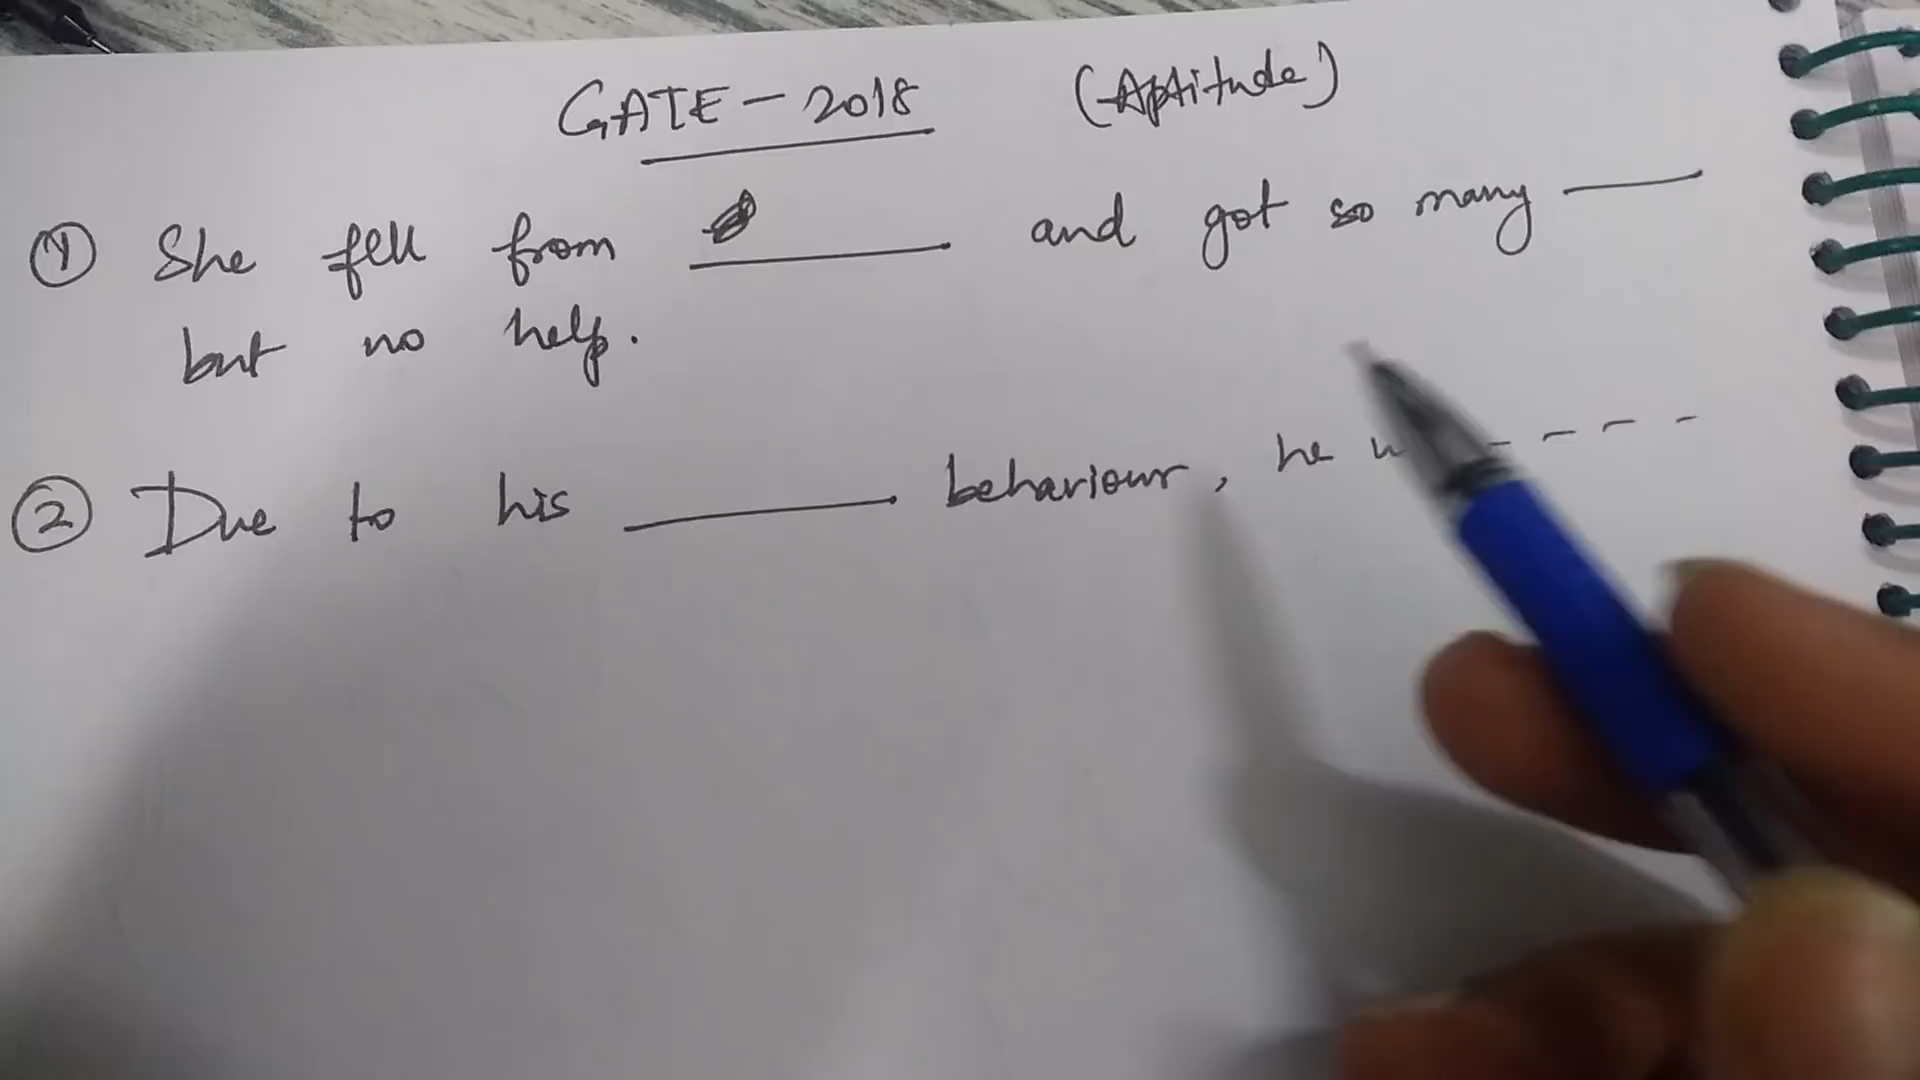 GATE - 2018 (Aptitude)
① She fell from ______ and got so many ____
but no help.
② Due to his ______ behaviour, he - - - -